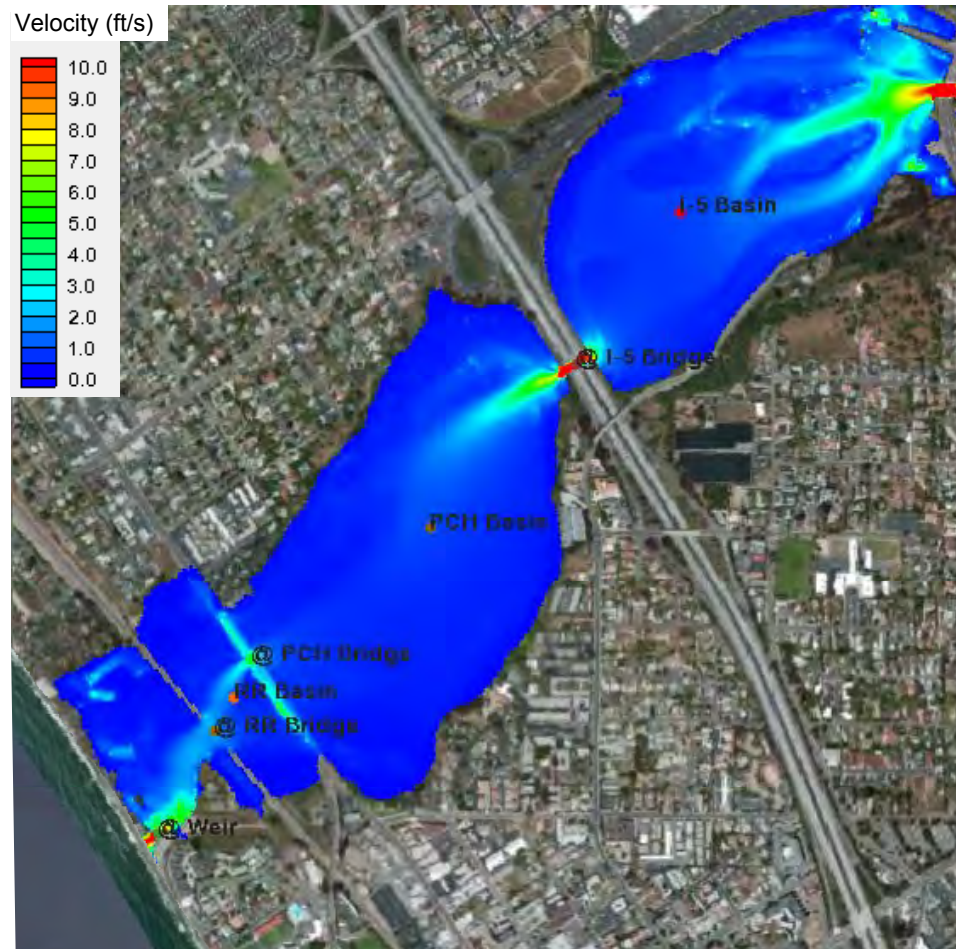 Velocity (ft/s)
10.0
9.0
8.0
7.0
6.0
5.0
4.0
3.0
2.0
1.0
0.0
I-5 Basin
@ I-5 Bridge
PCH Basin
@ PCH Bridge
RR Basin
@ RR Bridge
@ Weir